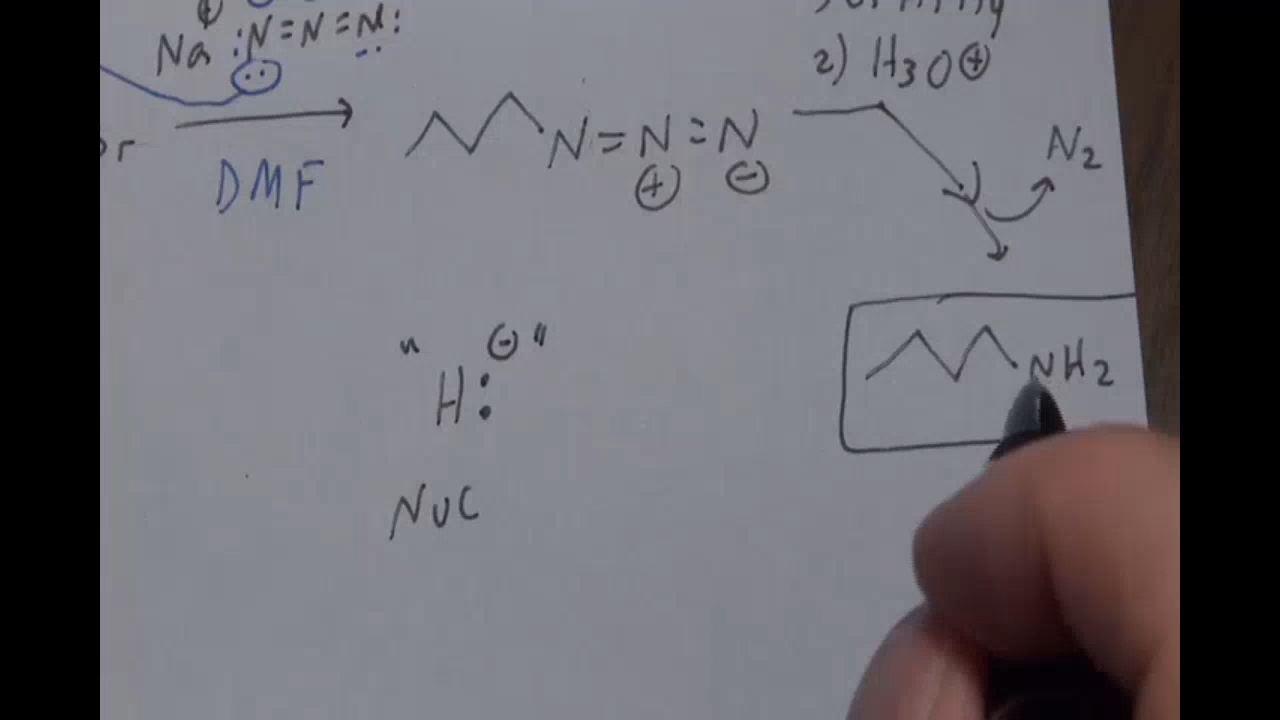 ⊕
Na :N=N=N:
2) H3O⊕
DMF
N=N=N
⊕ ⊖
N2
" ⊖ "
H:
NUC
NH2